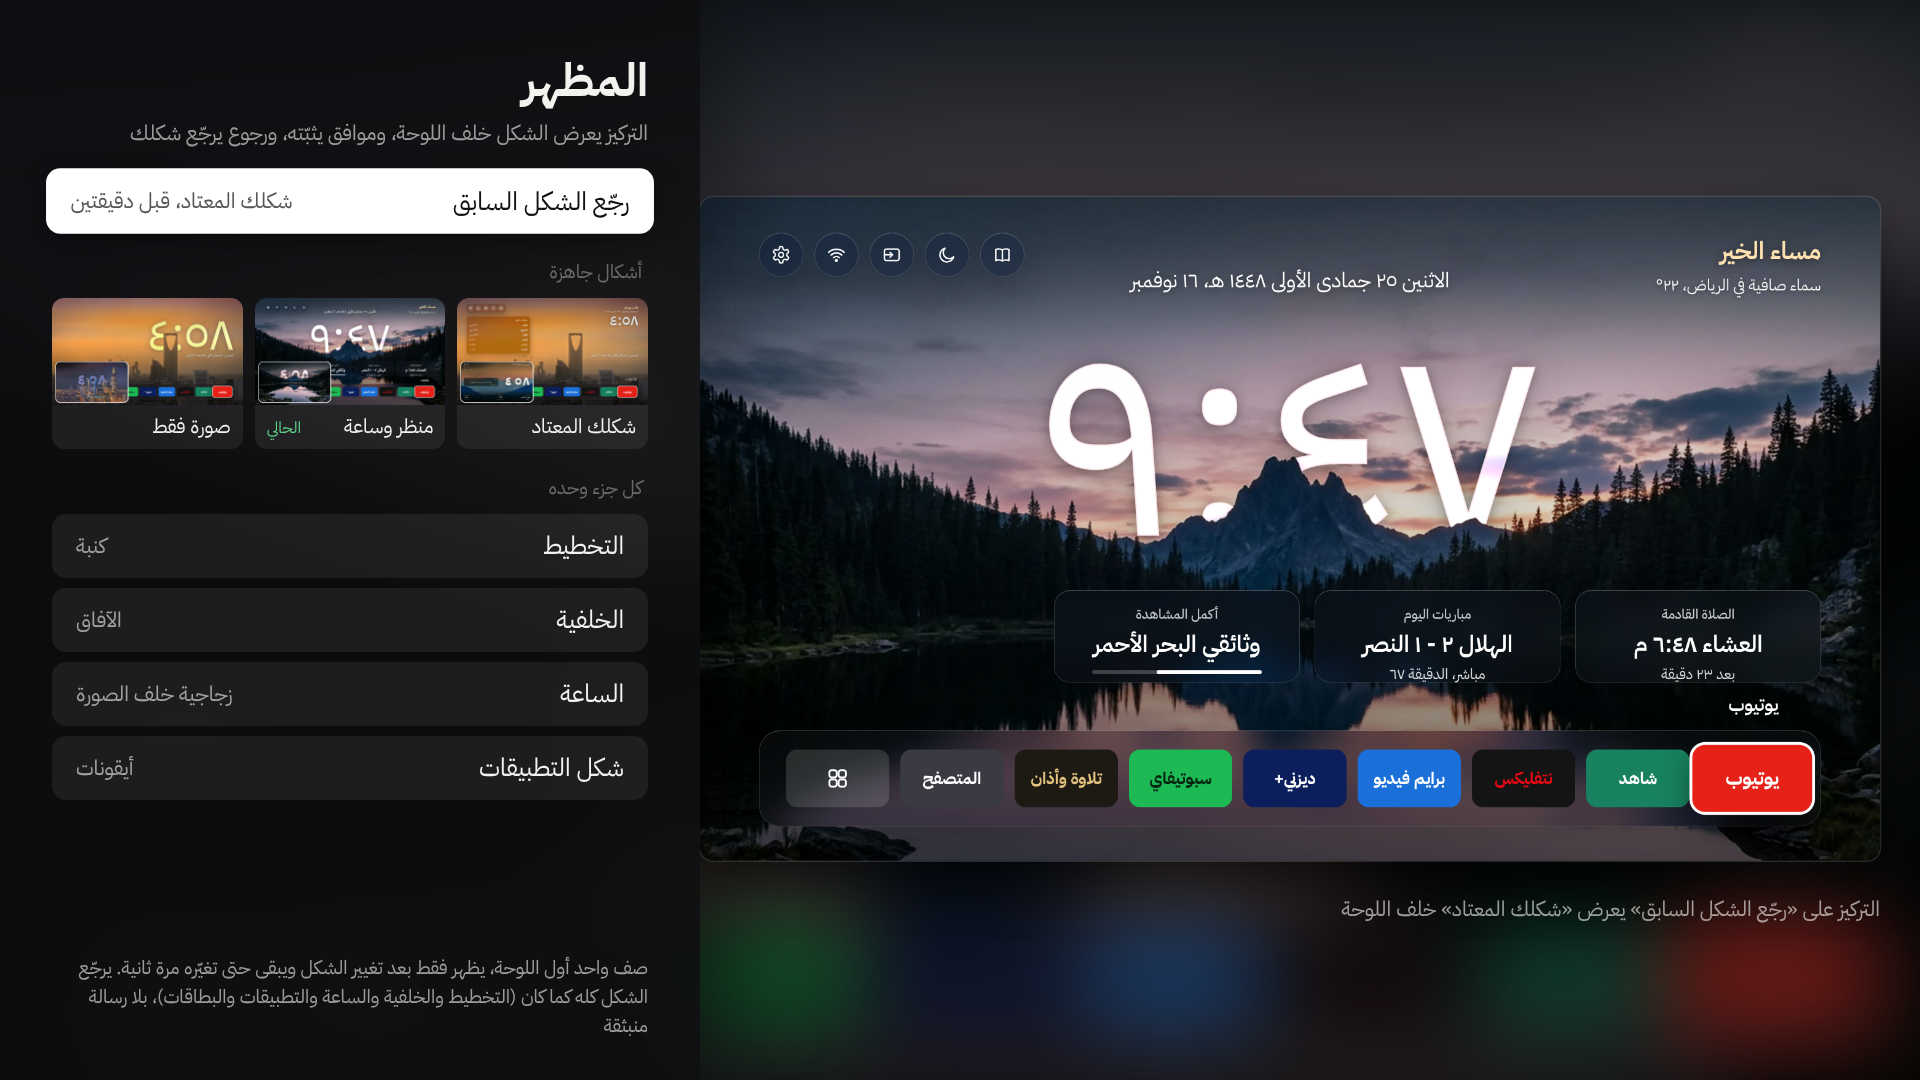 المظهر
التركيز يعرض الشكل خلف اللوحة، وموافق يثبّته، ورجوع يرجّع شكلك
رجّع الشكل السابق
شكلك المعتاد، قبل دقيقتين
أشكال جاهزة
٤:٥٨
٩:٤٧
٤:٥٨
شكلك المعتاد
منظر وساعة
الحالي
صورة فقط
كل جزء وحده
التخطيط
كنبة
الخلفية
الآفاق
الساعة
زجاجية خلف الصورة
شكل التطبيقات
أيقونات
صف واحد أول اللوحة، يظهر فقط بعد تغيير الشكل ويبقى حتى تغيّره مرة ثانية. يرجّع
الشكل كله كما كان (التخطيط والخلفية والساعة والتطبيقات والبطاقات)، بلا رسالة
منبثقة
مساء الخير
سماء صافية في الرياض، ٢٢°
الاثنين ٢٥ جمادى الأولى ١٤٤٨ هـ، ١٦ نوفمبر
٩:٤٧
الصلاة القادمة
العشاء ٦:٤٨ م
بعد ٢٣ دقيقة
مباريات اليوم
الهلال ٢ - ١ النصر
مباشر، الدقيقة ٦٧
أكمل المشاهدة
وثائقي البحر الأحمر
يوتيوب
يوتيوب
شاهد
نتفليكس
برايم فيديو
ديزني+
سبوتيفاي
تلاوة وأذان
المتصفح
التركيز على «رجّع الشكل السابق» يعرض «شكلك المعتاد» خلف اللوحة